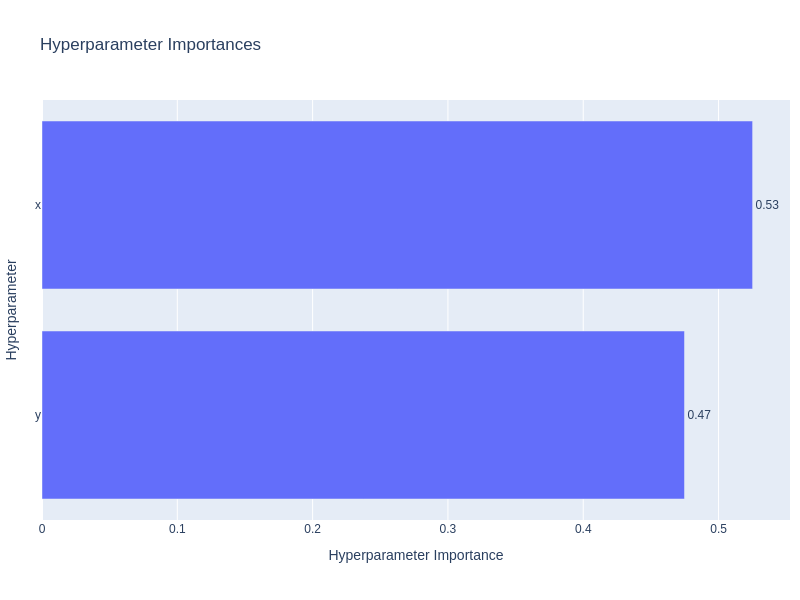 Hyperparameter Importances
x
0.53
y
0.47
Hyperparameter
0
0.1
0.2
0.3
0.4
0.5
Hyperparameter Importance